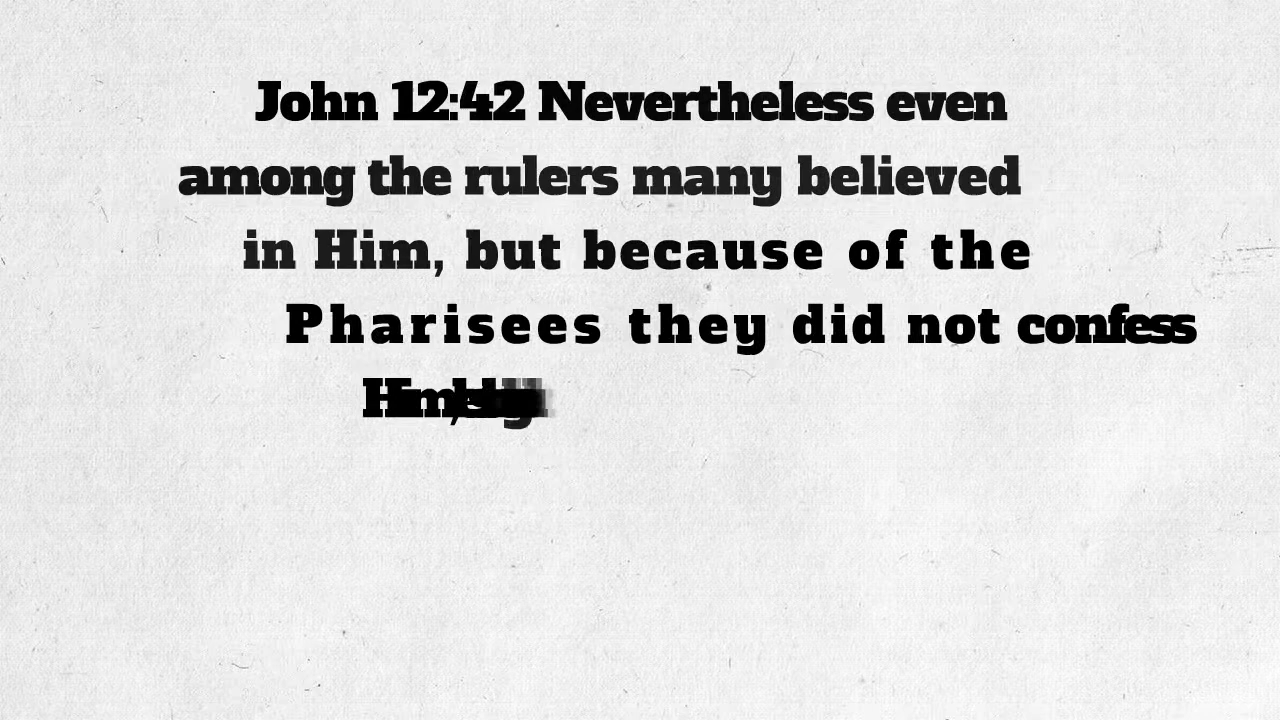 John 12:42 Nevertheless even
among the rulers many believed
in Him, but because of the
Pharisees they did not confess
Him,